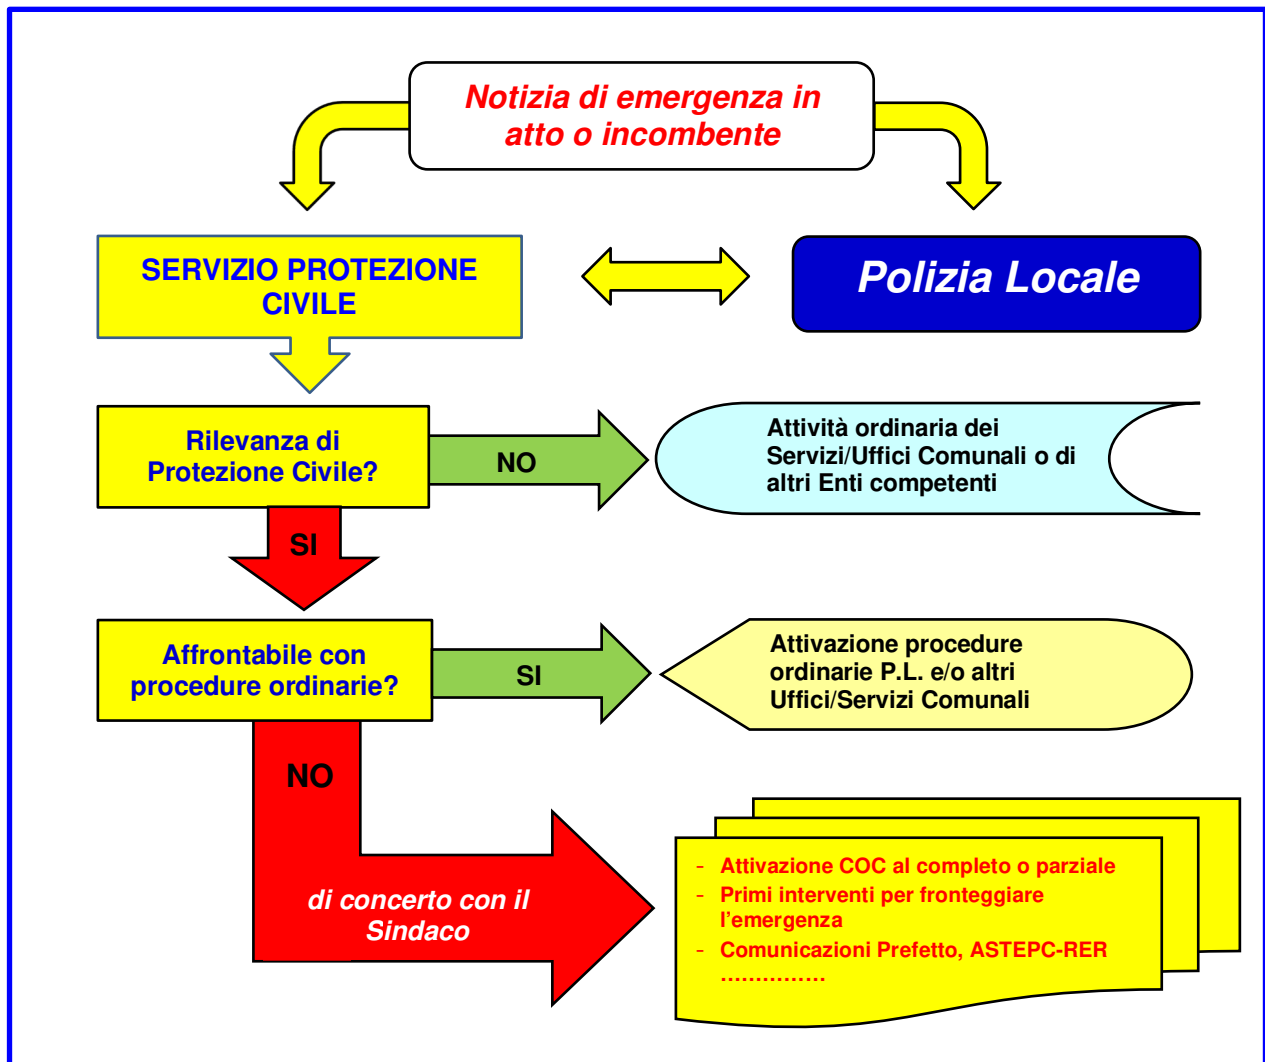 Notizia di emergenza in
atto o incombente
SERVIZIO PROTEZIONE
CIVILE
Polizia Locale
Rilevanza di
Protezione Civile?
NO
Attività ordinaria dei
Servizi/Uffici Comunali o di
altri Enti competenti
SI
Affrontabile con
procedure ordinarie?
SI
Attivazione procedure
ordinarie P.L. e/o altri
Uffici/Servizi Comunali
NO
di concerto con il
Sindaco
- Attivazione COC al completo o parziale
- Primi interventi per fronteggiare
l’emergenza
- Comunicazioni Prefetto, ASTEPC-RER
……………